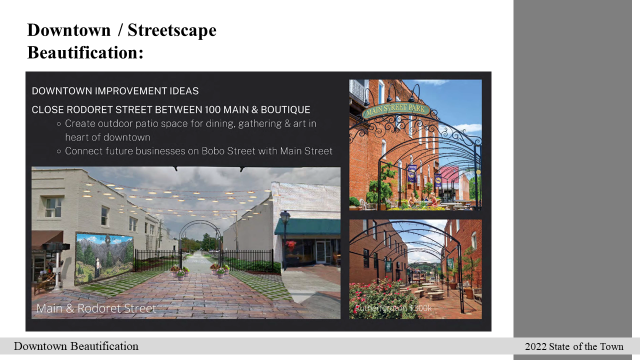 Downtown / Streetscape
Beautification:
DOWNTOWN IMPROVEMENT IDEAS
CLOSE RODORET STREET BETWEEN 100 MAIN & BOUTIQUE
Create outdoor patio space for dining, gathering & art in
heart of downtown
Connect future businesses on Bobo Street with Main Street
MAIN STREET PARK
Main & Rodoret Street
Downtown Beautification
2022 State of the Town